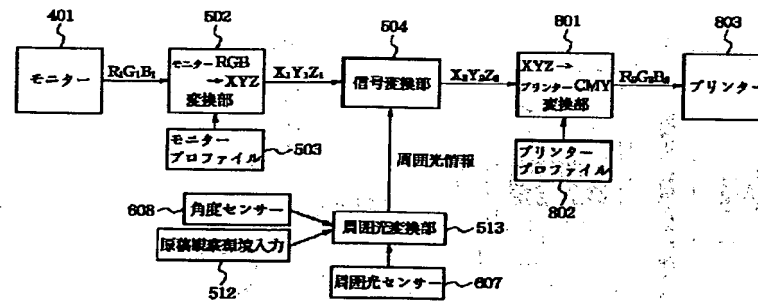 401
502
504
801
803
モニター
R₁G₁B₁
モニターRGB
→XYZ
変換部
X₁Y₁Z₁
信号変換部
X₂Y₂Z₂
XYZ→
プリンターCMY
変換部
R₂G₂B₂
プリンター
モニター
プロファイル
503
周囲光情報
プリンター
プロファイル
802
608
角度センサー
周囲光変換部
513
原稿観察環境入力
512
周囲光センサー
607